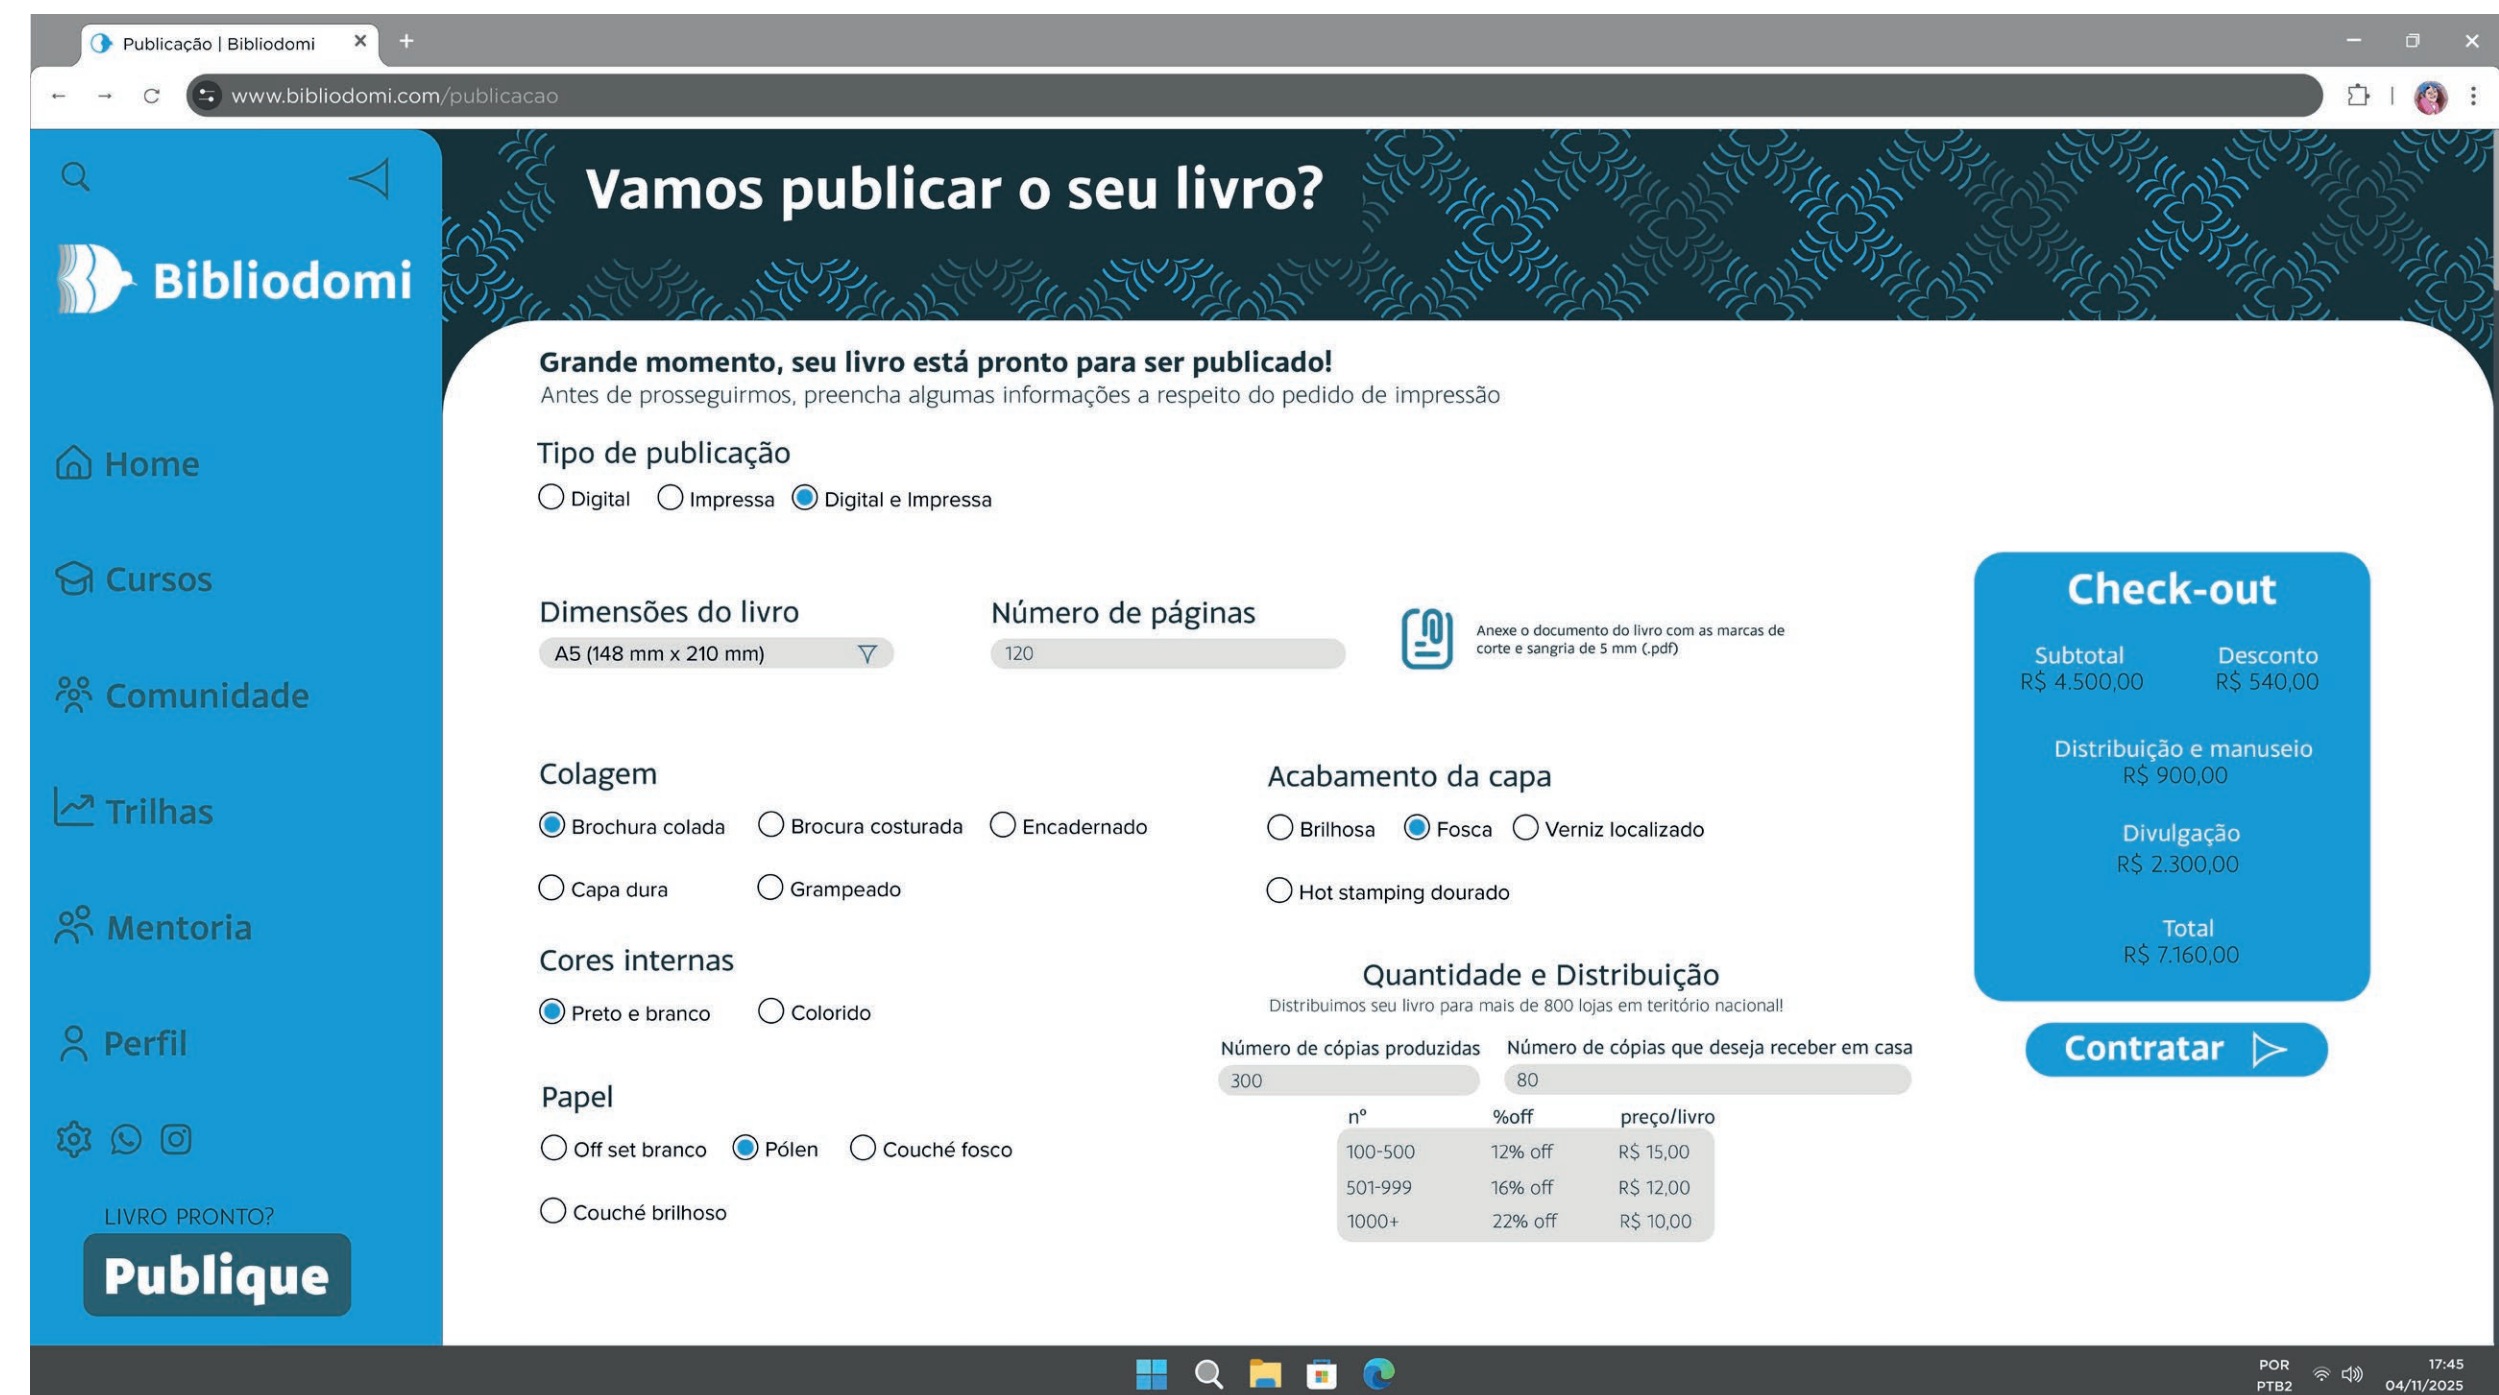 Publicação | Bibliodomi
www.bibliodomi.com/publicacao
Bibliodomi
Home
Cursos
Comunidade
Trilhas
Mentoria
Perfil
LIVRO PRONTO?
Publique
Vamos publicar o seu livro?
Grande momento, seu livro está pronto para ser publicado!
Antes de prosseguirmos, preencha algumas informações a respeito do pedido de impressão
Tipo de publicação
Digital Impressa Digital e Impressa
Dimensões do livro
A5 (148 mm x 210 mm)
Número de páginas
120
Anexe o documento do livro com as marcas de
corte e sangria de 5 mm (.pdf)
Colagem
Brochura colada Brocura costurada Encadernado
Capa dura Grampeado
Acabamento da capa
Brilhosa Fosca Verniz localizado
Hot stamping dourado
Cores internas
Preto e branco Colorido
Papel
Off set branco Pólen Couché fosco
Couché brilhoso
Quantidade e Distribuição
Distribuimos seu livro para mais de 800 lojas em teritório nacional!
Número de cópias produzidas Número de cópias que deseja receber em casa
300 80
nº %off preço/livro
100-500 12% off R$ 15,00
501-999 16% off R$ 12,00
1000+ 22% off R$ 10,00
Check-out
Subtotal Desconto
R$ 4.500,00 R$ 540,00
Distribuição e manuseio
R$ 900,00
Divulgação
R$ 2.300,00
Total
R$ 7.160,00
Contratar
POR
PTB2
17:45
04/11/2025